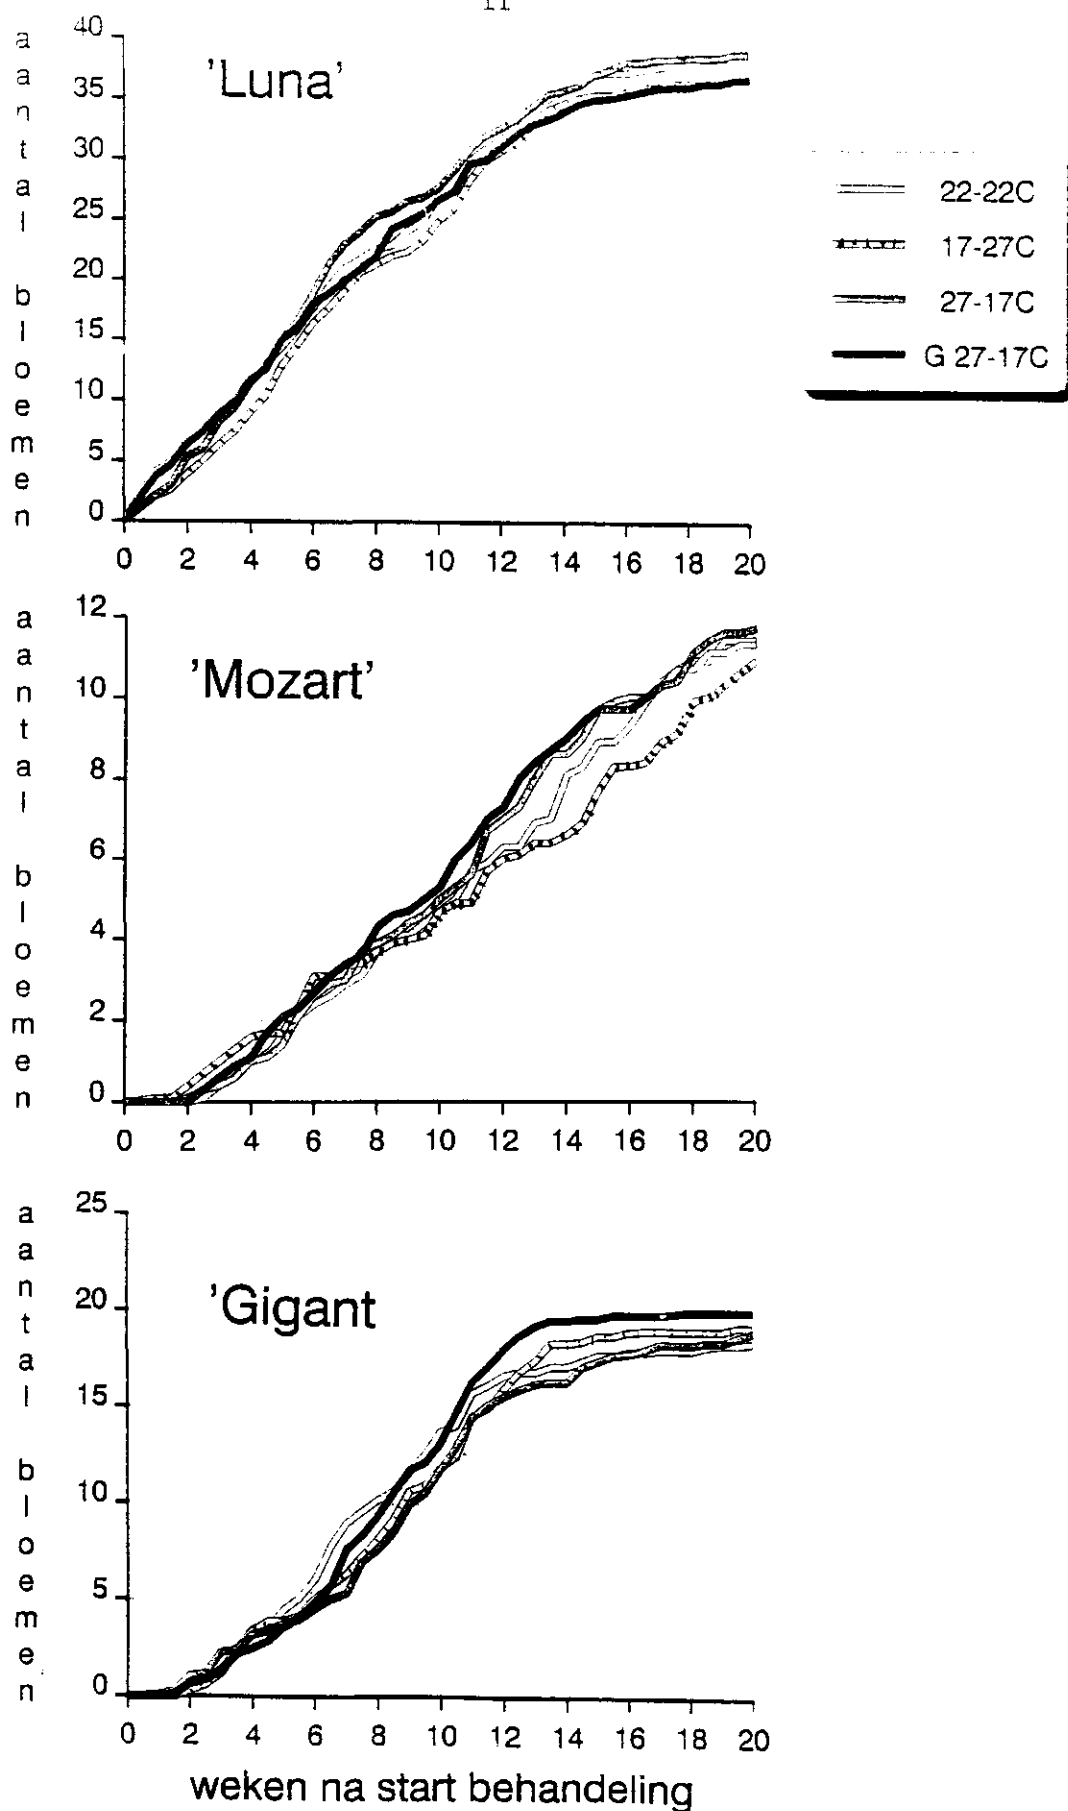 11
aantal bloemen
40
35
30
25
20
15
10
5
0
'Luna'
0 2 4 6 8 10 12 14 16 18 20
22-22C
17-27C
27-17C
G 27-17C
aantal bloemen
12
10
8
6
4
2
0
'Mozart'
0 2 4 6 8 10 12 14 16 18 20
aantal bloemen
25
20
15
10
5
0
'Gigant
0 2 4 6 8 10 12 14 16 18 20
weken na start behandeling